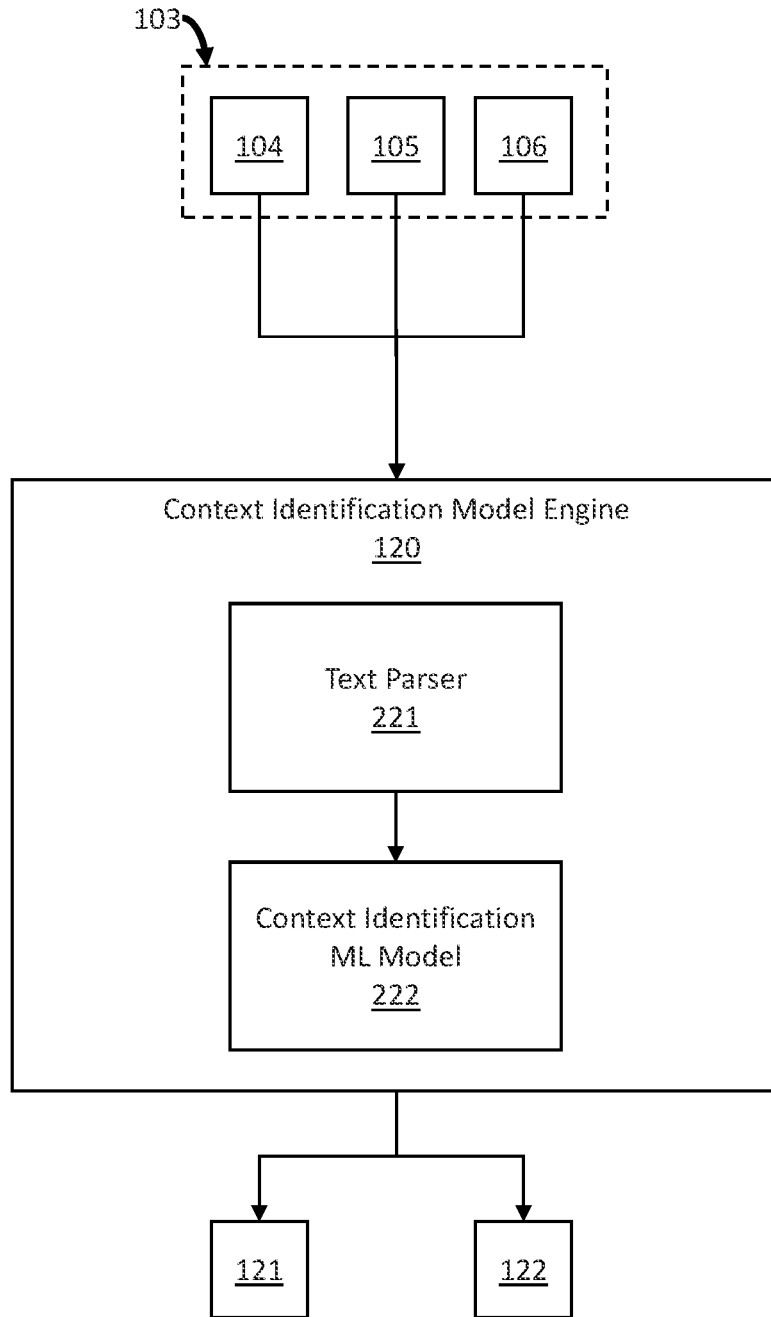 103
104 105 106
Context Identification Model Engine
120
Text Parser
221
Context Identification
ML Model
222
121 122